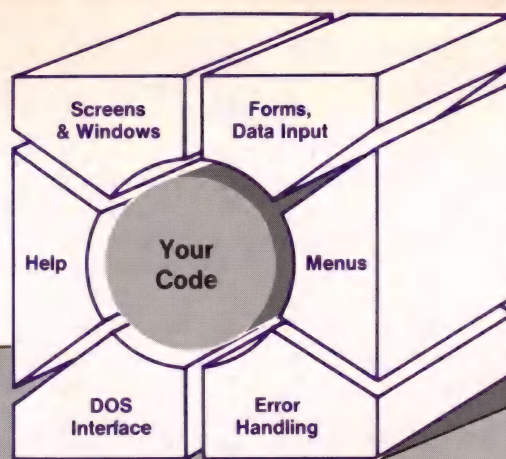 Screens
& Windows
Forms,
Data Input
Help
Your
Code
Menus
DOS
Interface
Error
Handling